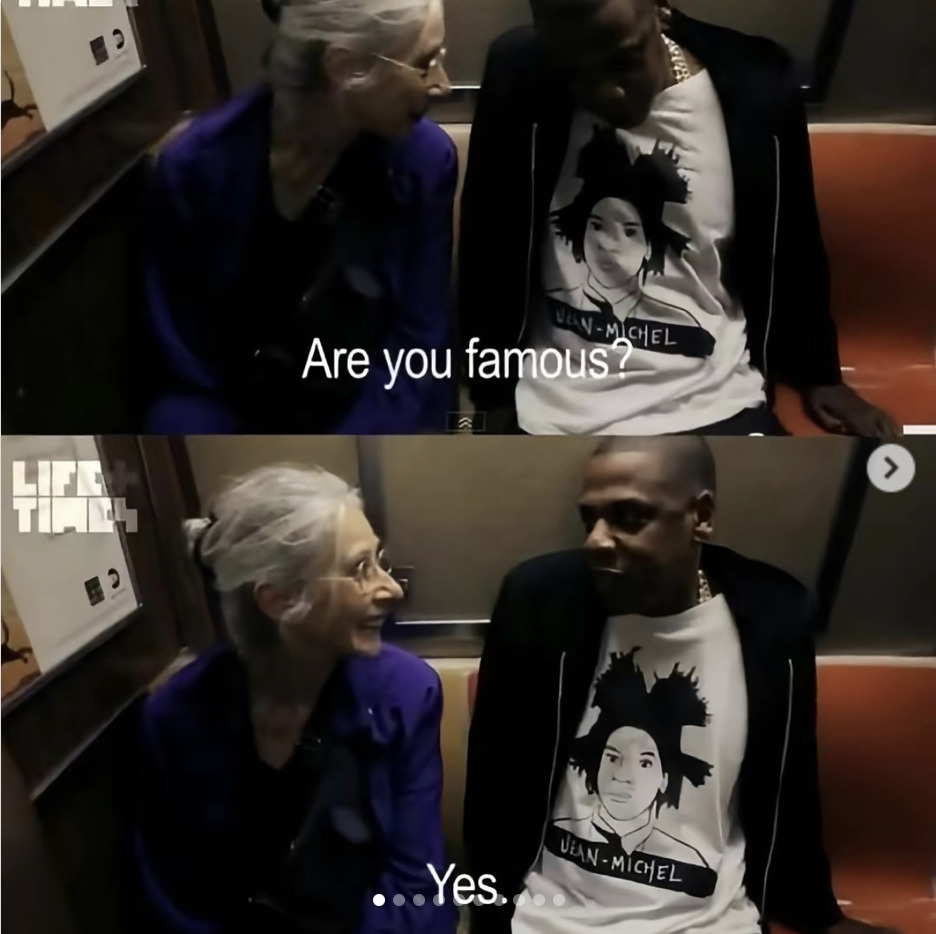 JEAN-MICHEL
Are you famous?
LIFE+
TIMES
JEAN-MICHEL
Yes.